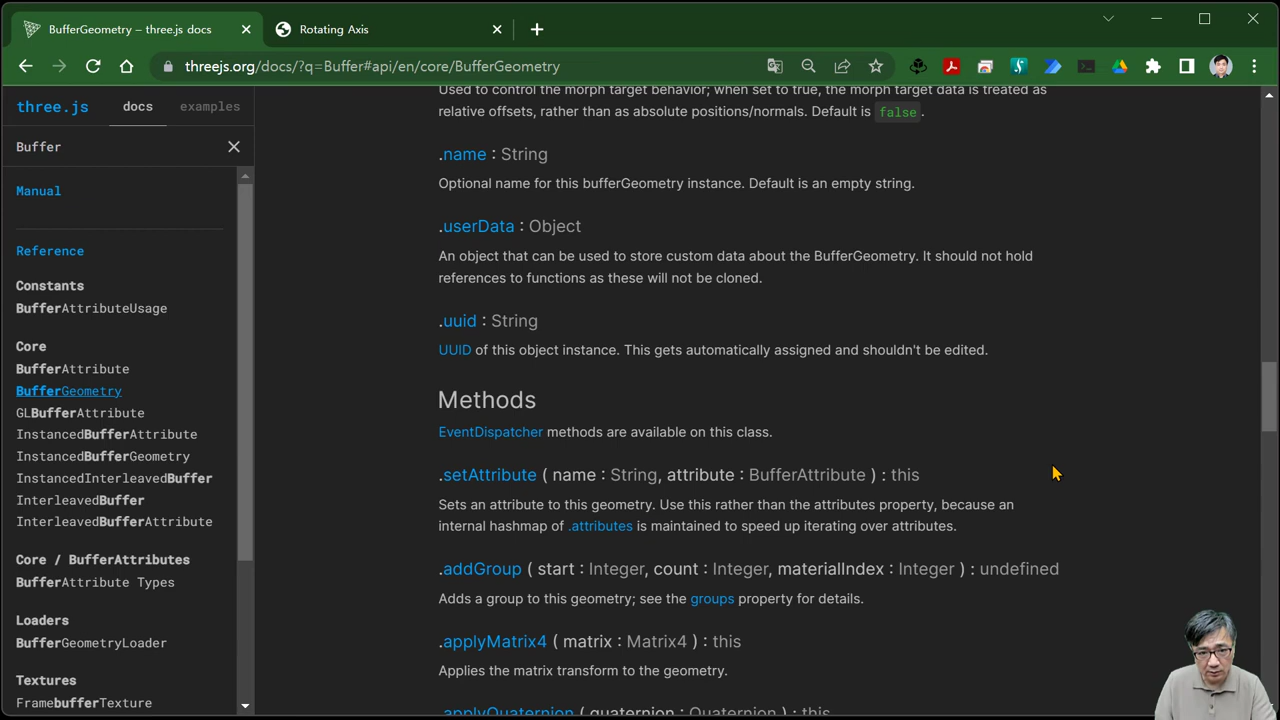 BufferGeometry – three.js docs
Rotating Axis
threejs.org/docs/?q=Buffer#api/en/core/BufferGeometry
three.js
docs
examples
Buffer
Manual
Reference
Constants
BufferAttributeUsage
Core
BufferAttribute
BufferGeometry
GLBufferAttribute
InstancedBufferAttribute
InstancedBufferGeometry
InstancedInterleavedBuffer
InterleavedBuffer
InterleavedBufferAttribute
Core / BufferAttributes
BufferAttribute Types
Loaders
BufferGeometryLoader
Textures
FramebufferTexture
Used to control the morph target behavior; when set to true, the morph target data is treated as
relative offsets, rather than as absolute positions/normals. Default is false.
.name : String
Optional name for this bufferGeometry instance. Default is an empty string.
.userData : Object
An object that can be used to store custom data about the BufferGeometry. It should not hold
references to functions as these will not be cloned.
.uuid : String
UUID of this object instance. This gets automatically assigned and shouldn't be edited.
Methods
EventDispatcher methods are available on this class.
.setAttribute ( name : String, attribute : BufferAttribute ) : this
Sets an attribute to this geometry. Use this rather than the attributes property, because an
internal hashmap of .attributes is maintained to speed up iterating over attributes.
.addGroup ( start : Integer, count : Integer, materialIndex : Integer ) : undefined
Adds a group to this geometry; see the groups property for details.
.applyMatrix4 ( matrix : Matrix4 ) : this
Applies the matrix transform to the geometry.
.applyQuaternion ( quaternion : Quaternion ) : this